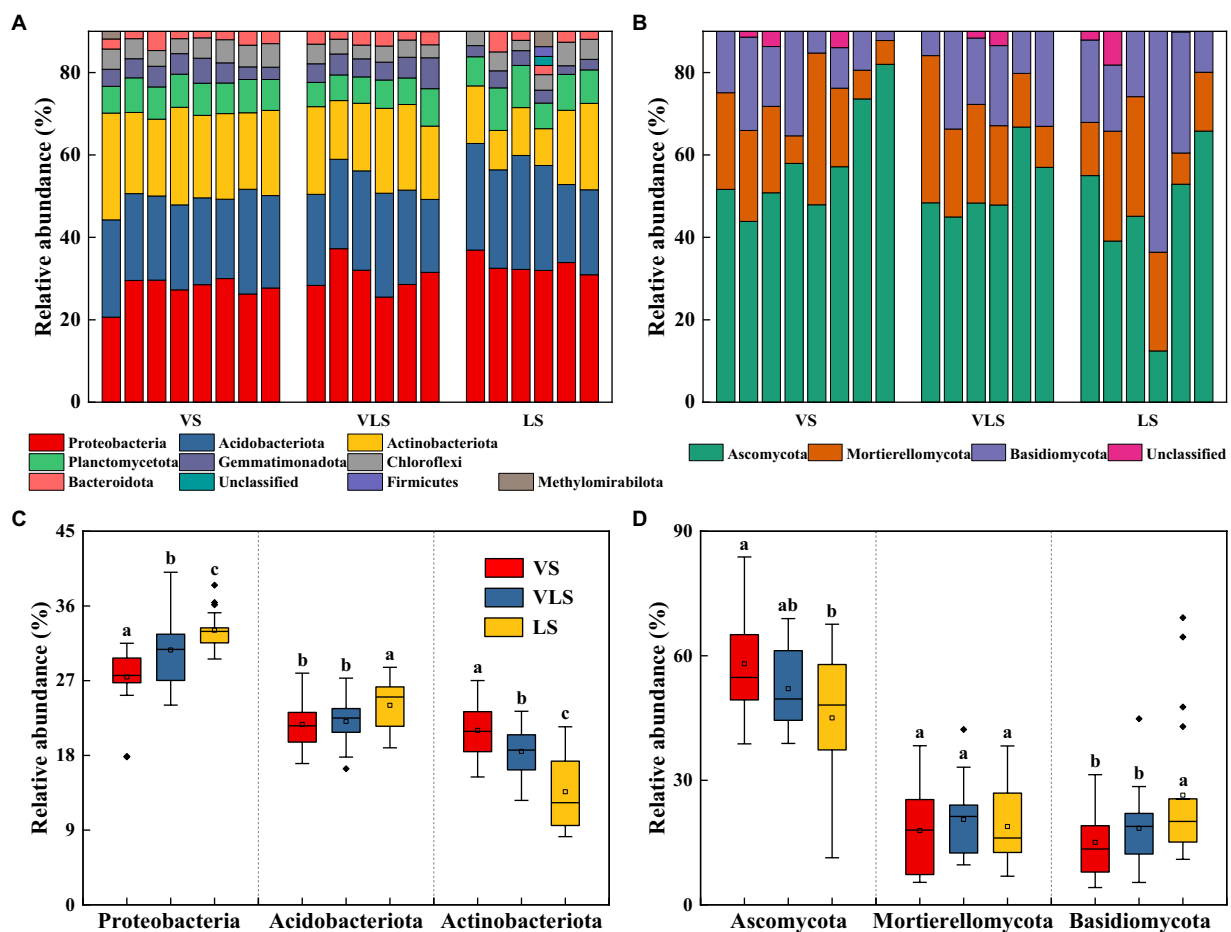 A
B
Relative abundance (%)
80
60
40
20
0
VS VLS LS
Relative abundance (%)
80
60
40
20
0
VS VLS LS
Proteobacteria Acidobacteriota Actinobacteriota
Planctomycetota Gemmatimonadota Chloroflexi
Bacteroidota Unclassified Firmicutes Methylomirabilota
Ascomycota Mortierellomycota Basidiomycota Unclassified
C
D
Relative abundance (%)
45
36
27
18
9
0
a b c
b b a
a b c
VS
VLS
LS
Proteobacteria Acidobacteriota Actinobacteriota
Relative abundance (%)
90
60
30
0
a ab b
a a a
b b a
Ascomycota Mortierellomycota Basidiomycota